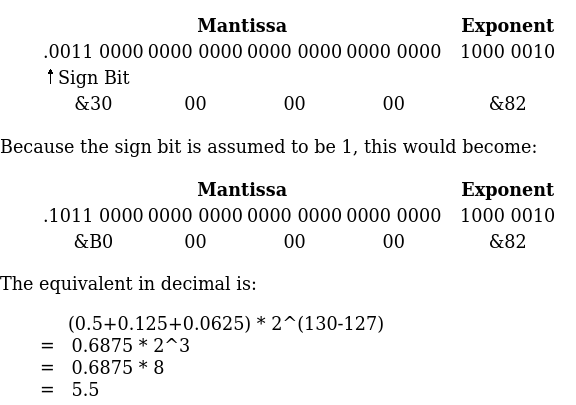 Mantissa Exponent
.0011 0000 0000 0000 0000 0000 0000 0000 1000 0010
↑Sign Bit
&30 00 00 00 &82
Because the sign bit is assumed to be 1, this would become:
Mantissa Exponent
.1011 0000 0000 0000 0000 0000 0000 0000 1000 0010
&B0 00 00 00 &82
The equivalent in decimal is:
(0.5+0.125+0.0625) * 2^(130-127)
= 0.6875 * 2^3
= 0.6875 * 8
= 5.5